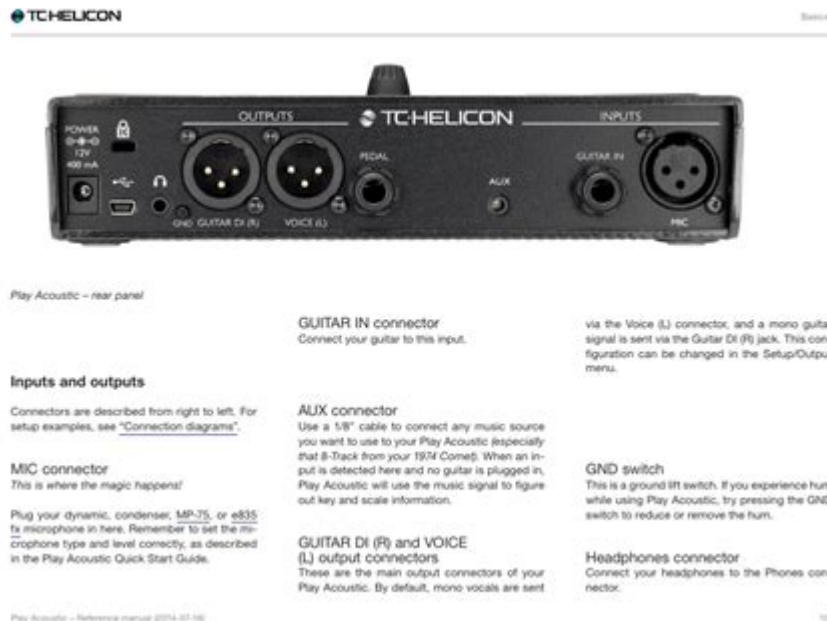 TC HELICON
Basics
OUTPUTS
TC·HELICON
INPUTS
POWER
12V
400 mA
PEDAL
AUX
GUITAR IN
GND GUITAR DI (R)
VOICE (L)
MIC
Play Acoustic – rear panel
Inputs and outputs
Connectors are described from right to left. For
setup examples, see "Connection diagrams".
MIC connector
This is where the magic happens!
Plug your dynamic, condenser, MP-75, or e835
fx microphone in here. Remember to set the mi-
crophone type and level correctly, as described
in the Play Acoustic Quick Start Guide.
GUITAR IN connector
Connect your guitar to this input.
AUX connector
Use a 1/8" cable to connect any music source
you want to use to your Play Acoustic (especially
that 8-Track from your 1974 Comet). When an in-
put is detected here and no guitar is plugged in,
Play Acoustic will use the music signal to figure
out key and scale information.
GUITAR DI (R) and VOICE
(L) output connectors
These are the main output connectors of your
Play Acoustic. By default, mono vocals are sent
via the Voice (L) connector, and a mono guita
signal is sent via the Guitar DI (R) jack. This con
figuration can be changed in the Setup/Outpu
menu.
GND switch
This is a ground lift switch. If you experience hum
while using Play Acoustic, try pressing the GND
switch to reduce or remove the hum.
Headphones connector
Connect your headphones to the Phones con
nector.
Play Acoustic – Reference manual (2014-07-16)